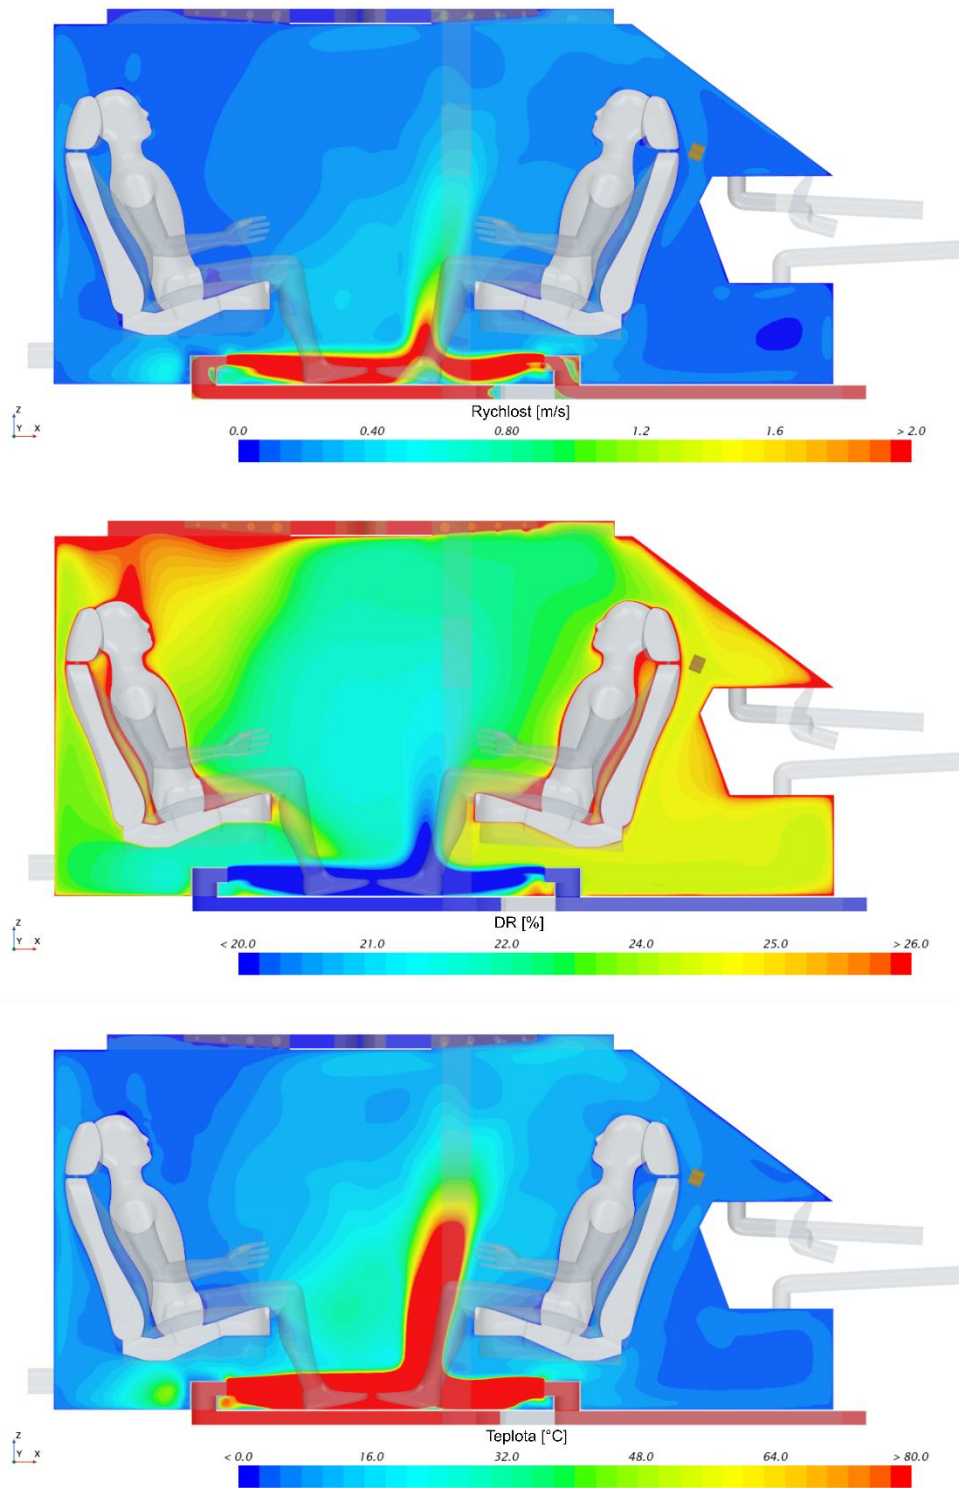 Z
Y X
Rychlost [m/s]
0.0 0.40 0.80 1.2 1.6 > 2.0
Z
Y X
DR [%]
< 20.0 21.0 22.0 24.0 25.0 > 26.0
Z
Y X
Teplota [°C]
< 0.0 16.0 32.0 48.0 64.0 > 80.0